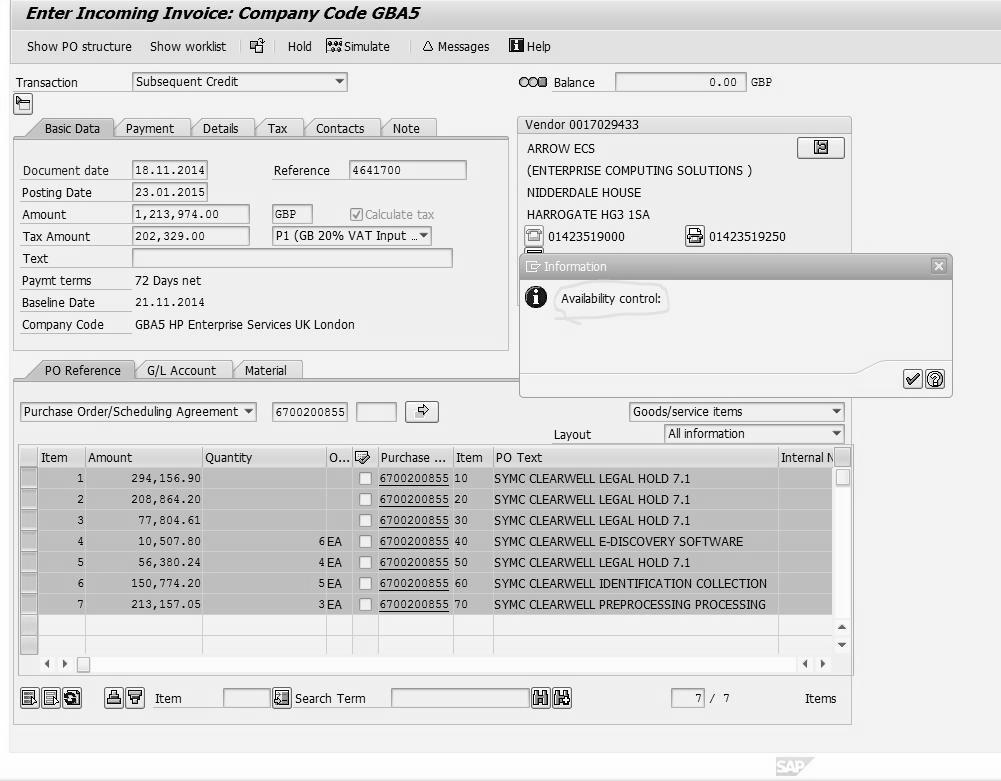 Enter Incoming Invoice: Company Code GBA5
Show PO structure Show worklist Hold Simulate Messages Help
Transaction Subsequent Credit Balance 0.00 GBP
Basic Data Payment Details Tax Contacts Note
Vendor 0017029433
Document date 18.11.2014 Reference 4641700
ARROW ECS
(ENTERPRISE COMPUTING SOLUTIONS )
Posting Date 23.01.2015
NIDDERDALE HOUSE
Amount 1,213,974.00 GBP Calculate tax
HARROGATE HG3 1SA
Tax Amount 202,329.00 P1 (GB 20% VAT Input ...
01423519000 01423519250
Text
Paymt terms 72 Days net
Baseline Date 21.11.2014
Company Code GBA5 HP Enterprise Services UK London
Information
Availability control:
PO Reference G/L Account Material
Purchase Order/Scheduling Agreement 6700200855 Goods/service items
Layout All information
Item Amount Quantity O... Purchase ... Item PO Text Internal N
1 294,156.90 6700200855 10 SYMC CLEARWELL LEGAL HOLD 7.1
2 208,864.20 6700200855 20 SYMC CLEARWELL LEGAL HOLD 7.1
3 77,804.61 6700200855 30 SYMC CLEARWELL LEGAL HOLD 7.1
4 10,507.80 6 EA 6700200855 40 SYMC CLEARWELL E-DISCOVERY SOFTWARE
5 56,380.24 4 EA 6700200855 50 SYMC CLEARWELL LEGAL HOLD 7.1
6 150,774.20 5 EA 6700200855 60 SYMC CLEARWELL IDENTIFICATION COLLECTION
7 213,157.05 3 EA 6700200855 70 SYMC CLEARWELL PREPROCESSING PROCESSING
Item Search Term 7 / 7 Items
SAP